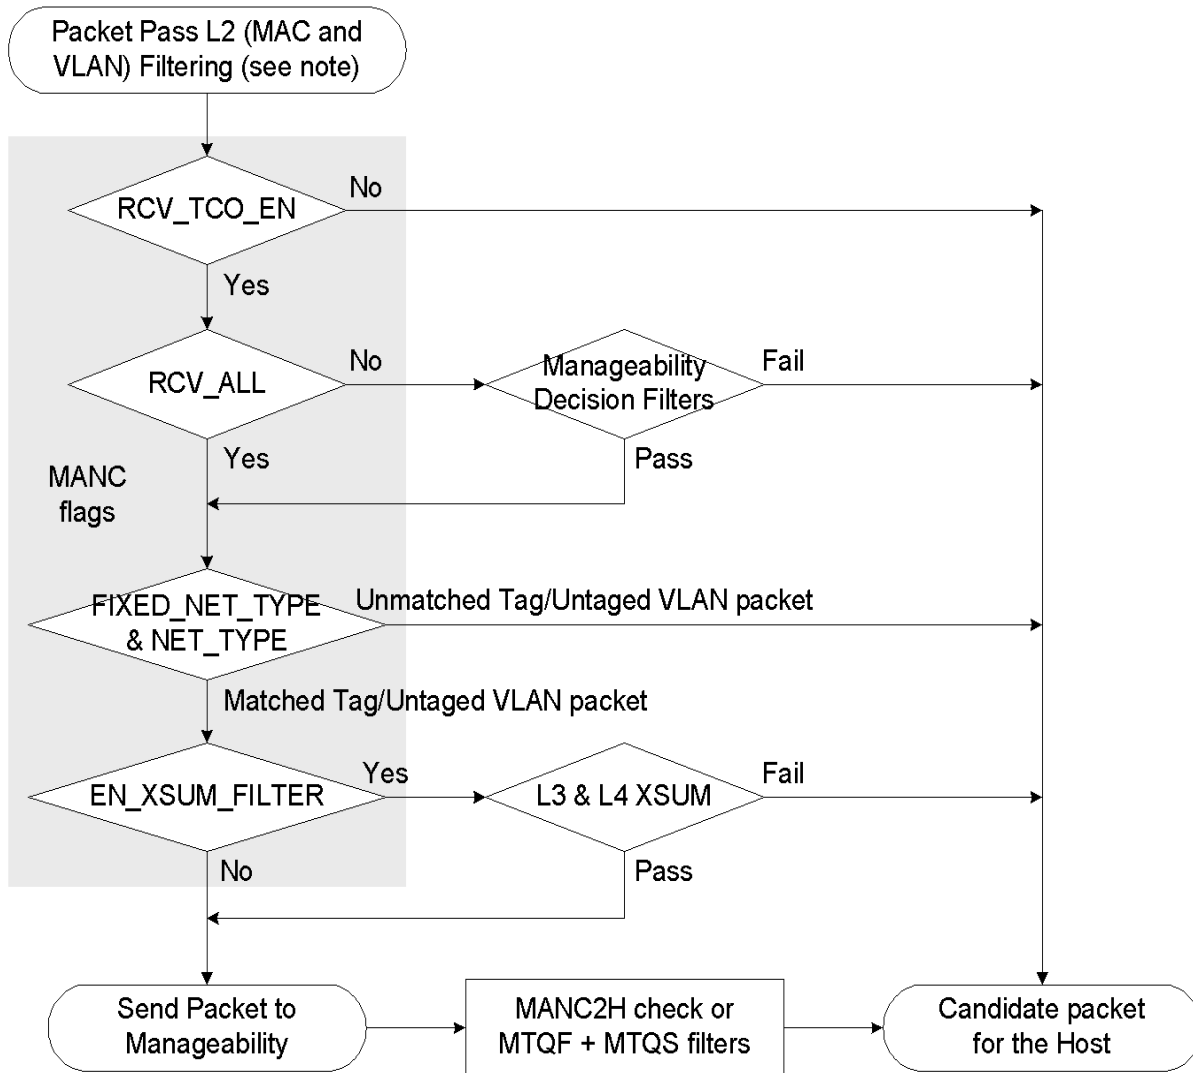 Packet Pass L2 (MAC and
VLAN) Filtering (see note)
RCV_TCO_EN
No
Yes
RCV_ALL
No
Manageability
Decision Filters
Fail
Yes
Pass
MANC
flags
FIXED_NET_TYPE
& NET_TYPE
Unmatched Tag/Untaged VLAN packet
Matched Tag/Untaged VLAN packet
EN_XSUM_FILTER
Yes
L3 & L4 XSUM
Fail
No
Pass
Send Packet to
Manageability
MANC2H check or
MTQF + MTQS filters
Candidate packet
for the Host